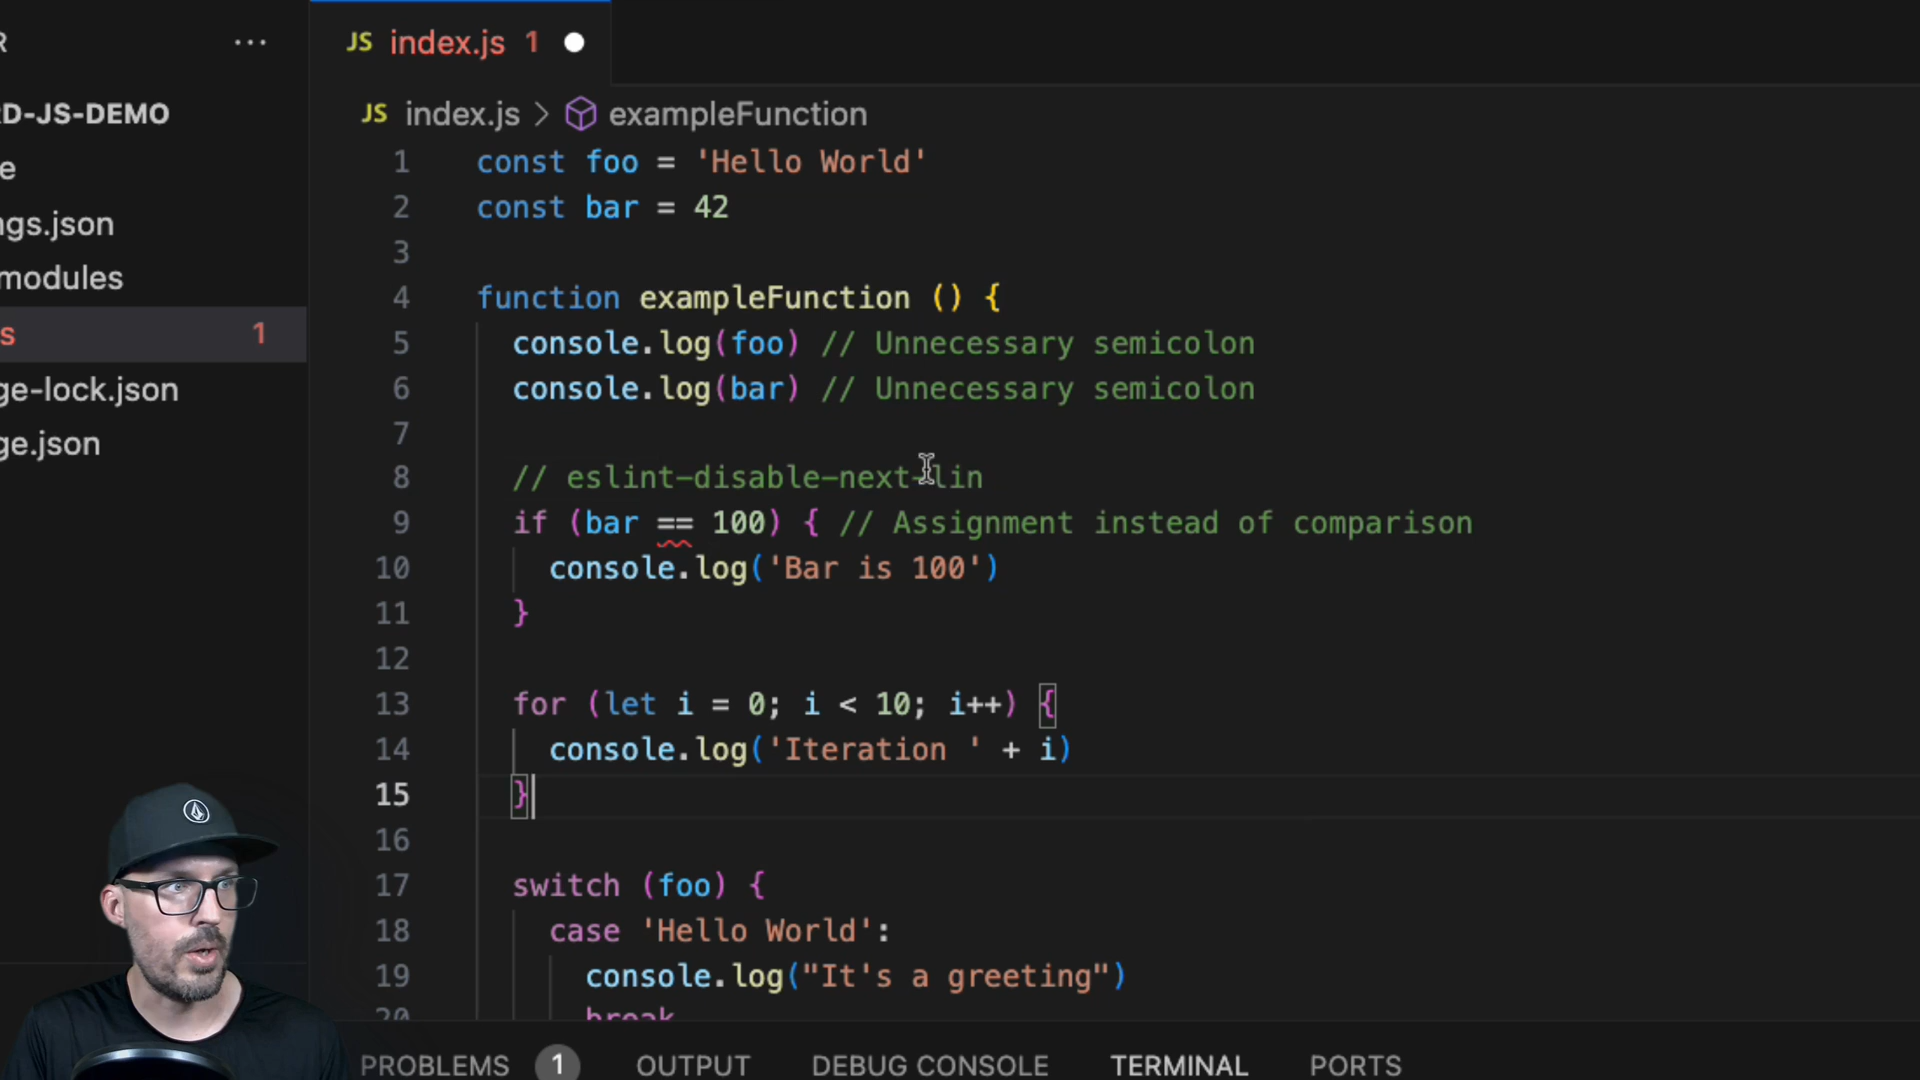 R ...
JS index.js 1
D-JS-DEMO
JS index.js > exampleFunction
e
ngs.json
modules
s 1
ge-lock.json
ge.json
1 const foo = 'Hello World'
2 const bar = 42
3
4 function exampleFunction () {
5 console.log(foo) // Unnecessary semicolon
6 console.log(bar) // Unnecessary semicolon
7
8 // eslint-disable-next-lin
9 if (bar == 100) { // Assignment instead of comparison
10 console.log('Bar is 100')
11 }
12
13 for (let i = 0; i < 10; i++) {
14 console.log('Iteration ' + i)
15 }
16
17 switch (foo) {
18 case 'Hello World':
19 console.log("It's a greeting")
20 break
PROBLEMS 1 OUTPUT DEBUG CONSOLE TERMINAL PORTS